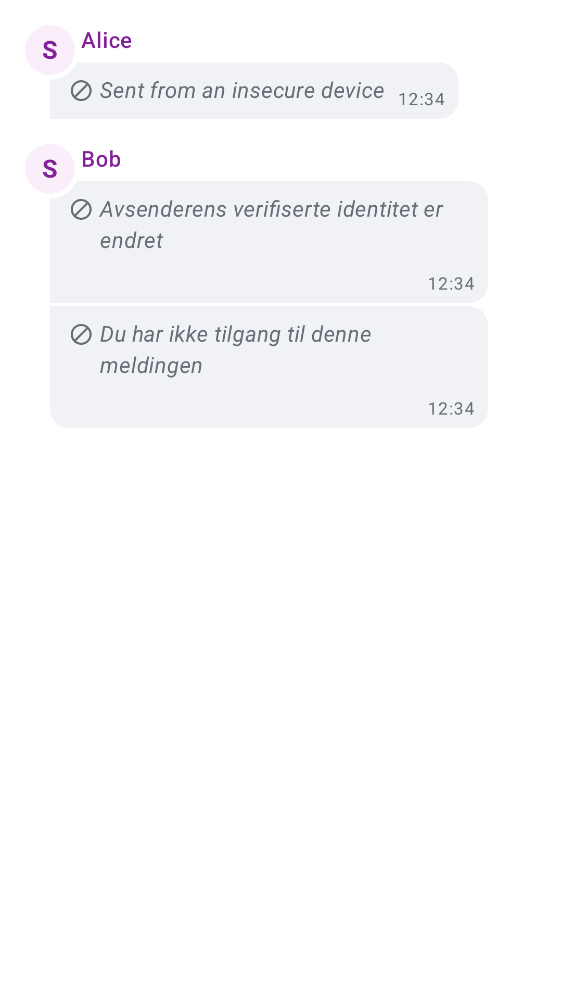 S
Alice
Sent from an insecure device 12:34
S
Bob
Avsenderens verifiserte identitet er
endret
12:34
Du har ikke tilgang til denne
meldingen
12:34